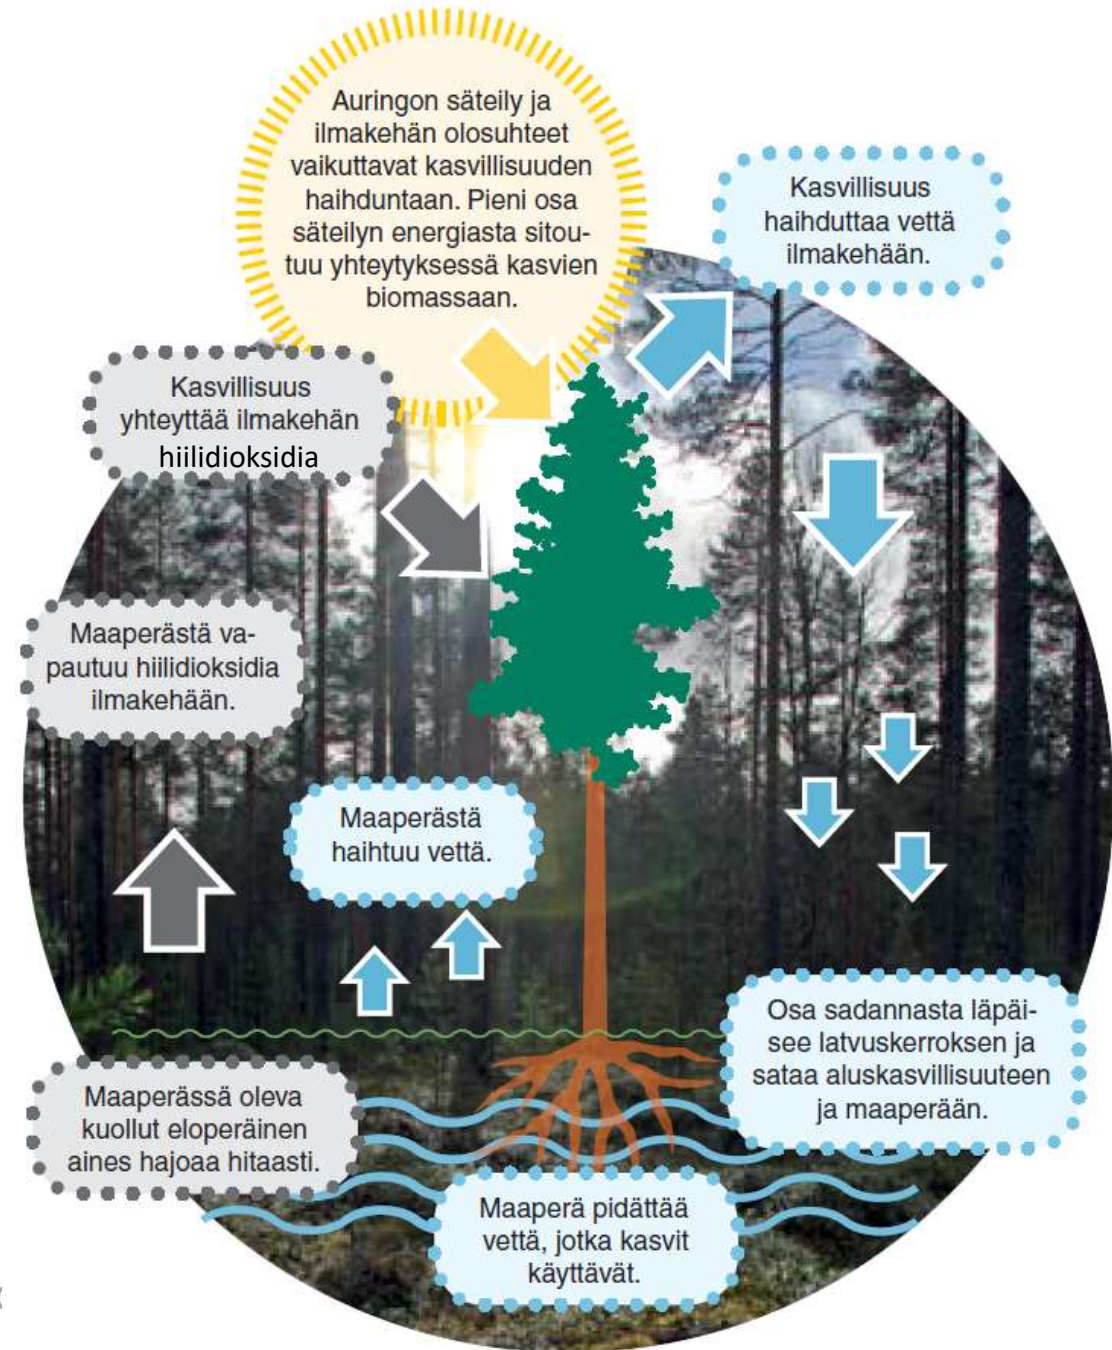 Auringon säteily ja
ilmakehän olosuhteet
vaikuttavat kasvillisuuden
haihduntaan. Pieni osa
säteilyn energiasta sitou-
tuu yhteytyksessä kasvien
biomassaan.
Kasvillisuus
haihduttaa vettä
ilmakehään.
Kasvillisuus
yhteyttää ilmakehän
hiilidioksidia
Maaperästä va-
pautuu hiilidioksidia
ilmakehään.
Maaperästä
haihtuu vettä.
Osa sadannasta läpäi-
see latvuskerroksen ja
sataa aluskasvillisuuteen
ja maaperään.
Maaperässä oleva
kuollut eloperäinen
aines hajoaa hitaasti.
Maaperä pidättää
vettä, jotka kasvit
käyttävät.